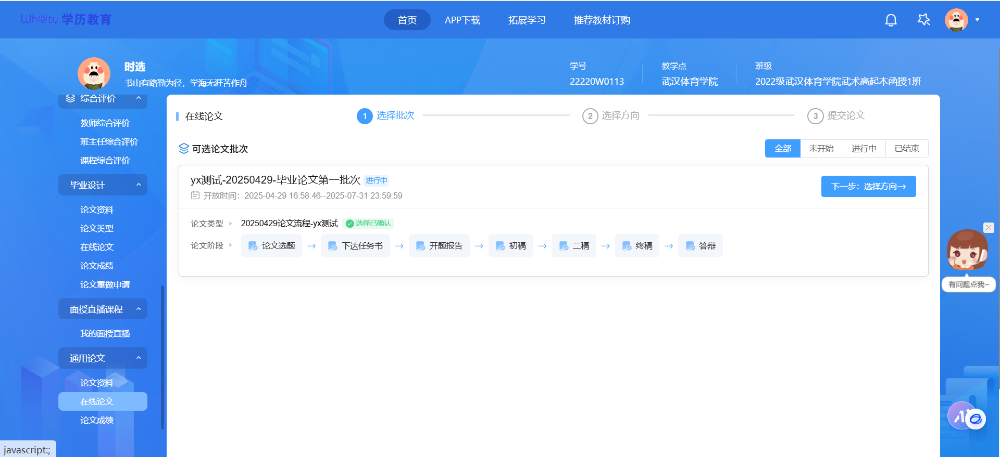 Wh@ty 学历教育
首页
APP下载
拓展学习
推荐教材订购
时选
书山有路勤为径，学海无涯苦作舟
学号
22220W0113
教学点
武汉体育学院
班级
2022级武汉体育学院武术高起本函授1班
综合评价
教师综合评价
班主任综合评价
课程综合评价
毕业设计
论文资料
论文类型
在线论文
论文成绩
论文重做申请
面授直播课程
我的面授直播
通用论文
论文资料
在线论文
论文成绩
在线论文
1 选择批次
2 选择方向
3 提交论文
可选论文批次
全部
未开始
进行中
已结束
yx测试-20250429-毕业论文第一批次 进行中
开放时间：2025-04-29 16:58:46--2025-07-31 23:59:59
下一步：选择方向→
论文类型
20250429论文流程-yx测试 选择已确认
论文阶段
论文选题
下达任务书
开题报告
初稿
二稿
终稿
答辩
有问题点我~
AI
javascript:;